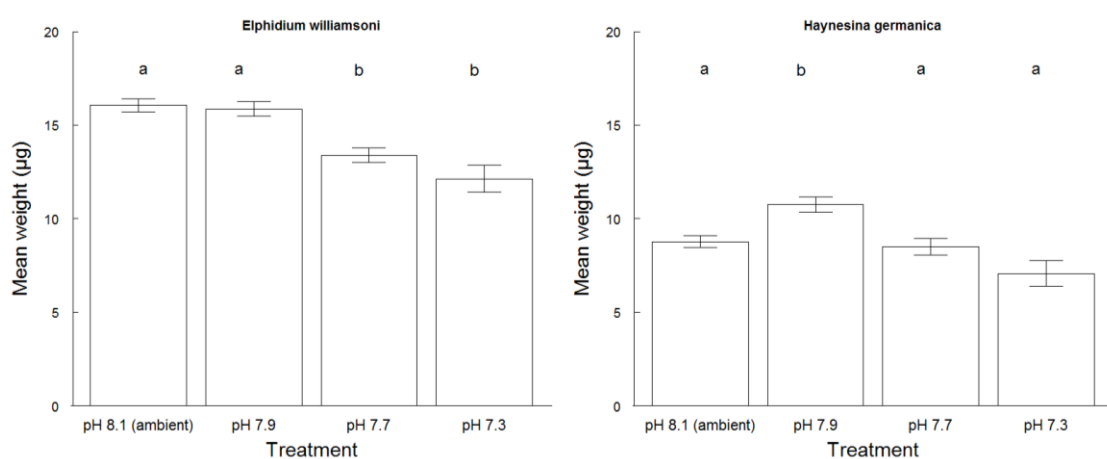 Elphidium williamsoni
20
15
10
5
0
Mean weight (µg)
a a b b
pH 8.1 (ambient) pH 7.9 pH 7.7 pH 7.3
Treatment
Haynesina germanica
20
15
10
5
0
Mean weight (µg)
a b a a
pH 8.1 (ambient) pH 7.9 pH 7.7 pH 7.3
Treatment